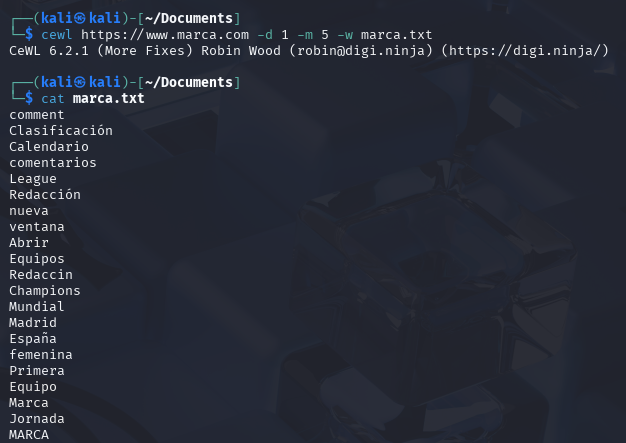 ┌──(kali㉿kali)-[~/Documents]
└─$ cewl https://www.marca.com -d 1 -m 5 -w marca.txt
CeWL 6.2.1 (More Fixes) Robin Wood (robin@digi.ninja) (https://digi.ninja/)
┌──(kali㉿kali)-[~/Documents]
└─$ cat marca.txt
comment
Clasificación
Calendario
comentarios
League
Redacción
nueva
ventana
Abrir
Equipos
Redaccin
Champions
Mundial
Madrid
España
femenina
Primera
Equipo
Marca
Jornada
MARCA